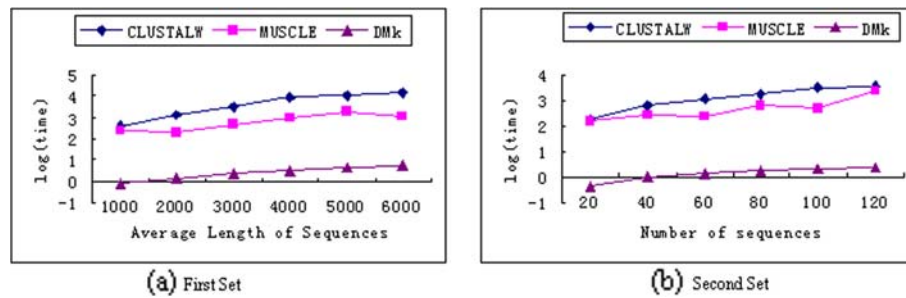 CLUSTALW MUSCLE DMk
5
4
3
2
1
0
-1
log(time)
1000 2000 3000 4000 5000 6000
Average Length of Sequences
(a) First Set
CLUSTALW MUSCLE DMk
4
3
2
1
0
-1
log(time)
20 40 60 80 100 120
Number of sequences
(b) Second Set